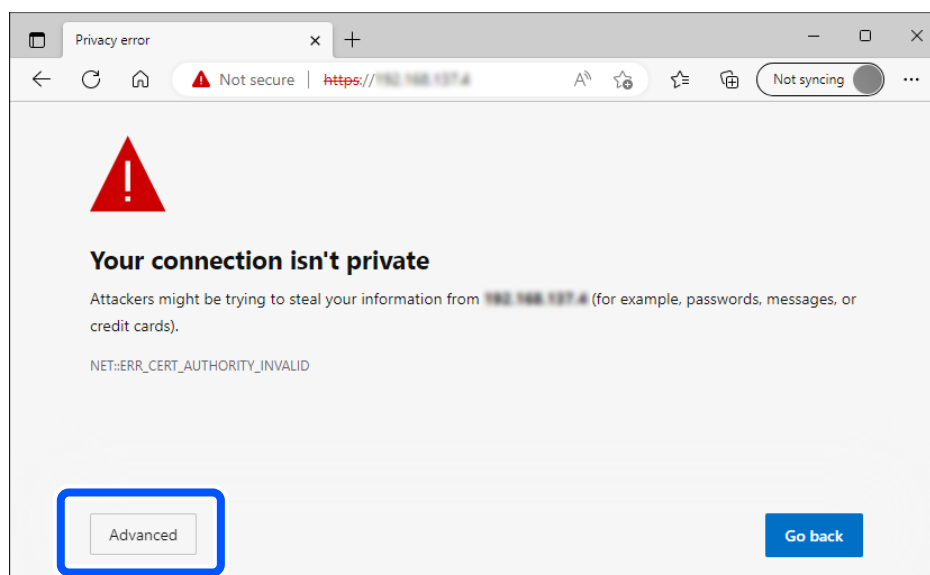 Privacy error
Not secure https://
Not syncing
Your connection isn't private
Attackers might be trying to steal your information from (for example, passwords, messages, or
credit cards).
NET::ERR_CERT_AUTHORITY_INVALID
Advanced
Go back